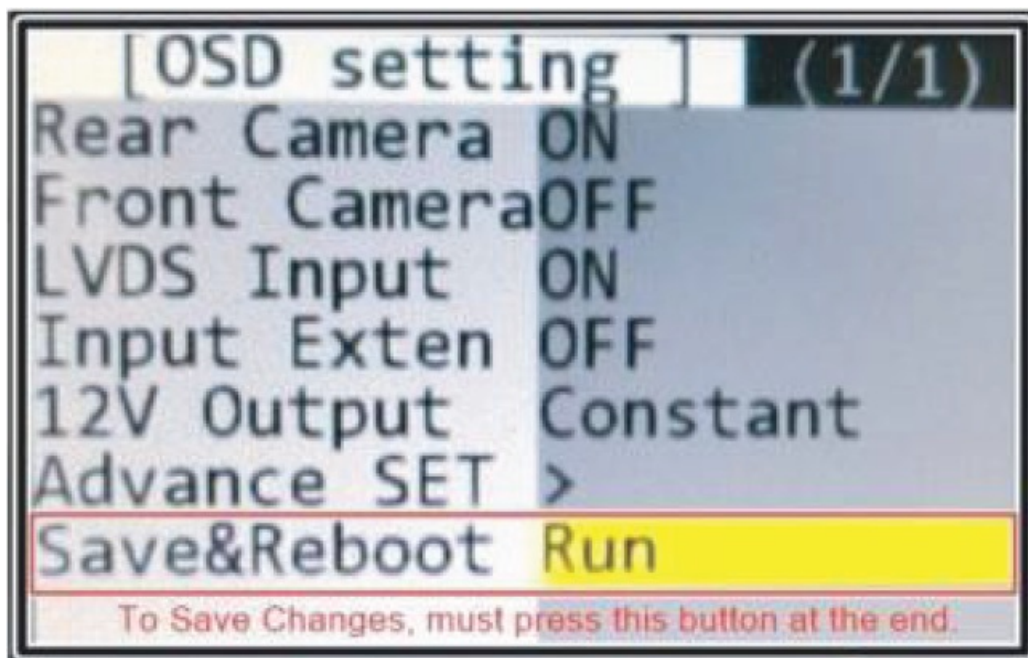 [OSD setting ] (1/1)
Rear Camera ON
Front CameraOFF
LVDS Input ON
Input Exten OFF
12V Output Constant
Advance SET >
Save&Reboot Run
To Save Changes, must press this button at the end.